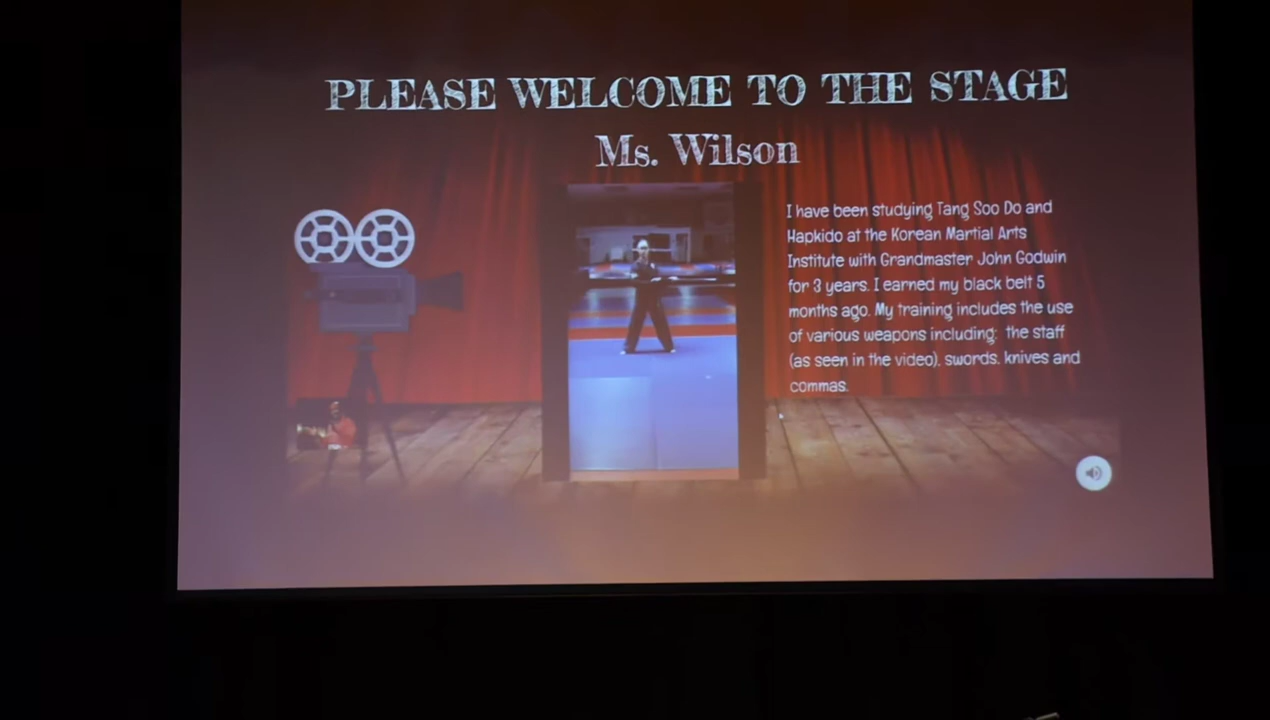 PLEASE WELCOME TO THE STAGE
Ms. Wilson
I have been studying Tang Soo Do and
Hapkido at the Korean Martial Arts
Institute with Grandmaster John Godwin
for 3 years. I earned my black belt 5
months ago. My training includes the use
of various weapons including: the staff
(as seen in the video), swords, knives and
commas.